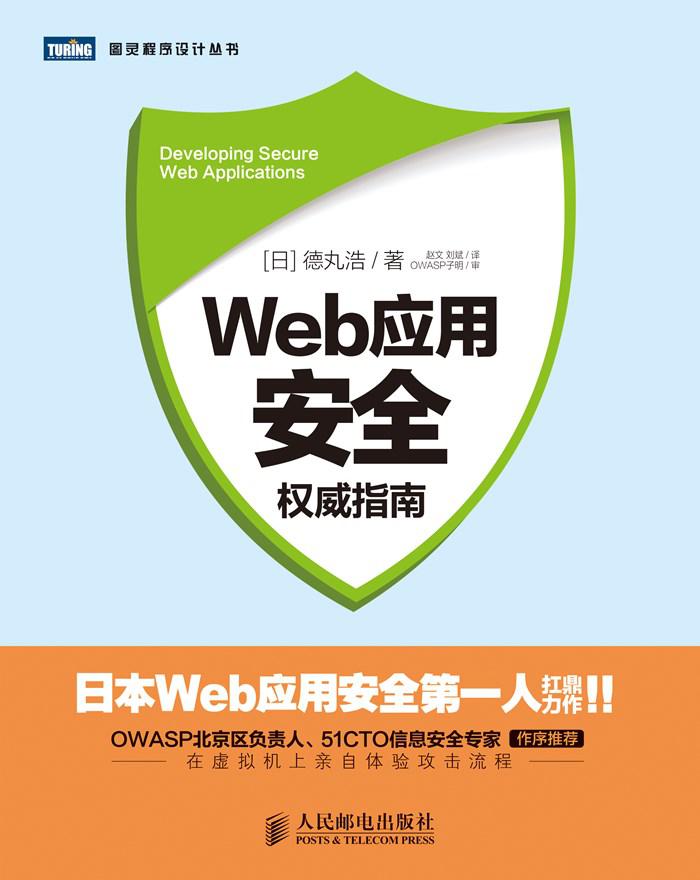 TURING 图灵程序设计丛书
Developing Secure
Web Applications
[日] 德丸浩 / 著
赵文 刘斌 / 译
OWASP子明 / 审
Web应用
安全
权威指南
日本Web应用安全第一人扛鼎力作!!
OWASP北京区负责人、51CTO信息安全专家 作序推荐
在虚拟机上亲自体验攻击流程
人民邮电出版社
POSTS & TELECOM PRESS